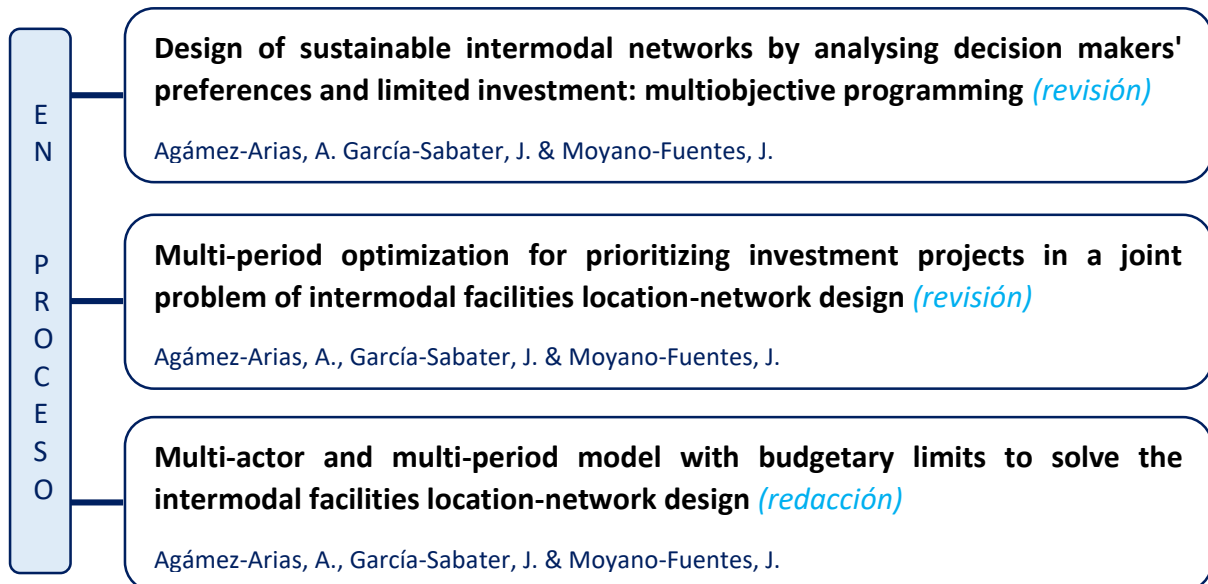 EN PROCESO
Design of sustainable intermodal networks by analysing decision makers'
preferences and limited investment: multiobjective programming (revisión)
Agámez-Arias, A. García-Sabater, J. & Moyano-Fuentes, J.
Multi-period optimization for prioritizing investment projects in a joint
problem of intermodal facilities location-network design (revisión)
Agámez-Arias, A., García-Sabater, J. & Moyano-Fuentes, J.
Multi-actor and multi-period model with budgetary limits to solve the
intermodal facilities location-network design (redacción)
Agámez-Arias, A., García-Sabater, J. & Moyano-Fuentes, J.